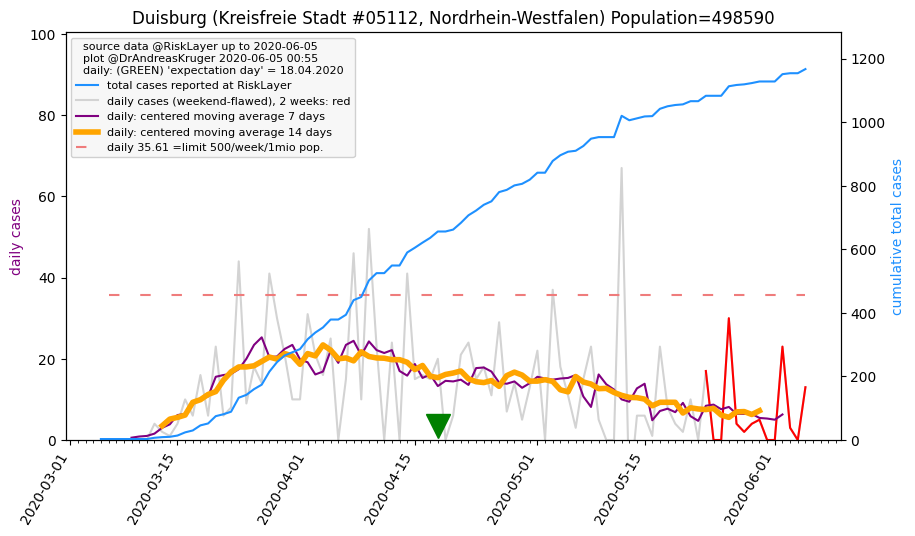 Duisburg (Kreisfreie Stadt #05112, Nordrhein-Westfalen) Population=498590
source data @RiskLayer up to 2020-06-05
plot @DrAndreasKruger 2020-06-05 00:55
daily: (GREEN) 'expectation day' = 18.04.2020
total cases reported at RiskLayer
daily cases (weekend-flawed), 2 weeks: red
daily: centered moving average 7 days
daily: centered moving average 14 days
daily 35.61 =limit 500/week/1mio pop.
daily cases
100
80
60
40
20
0
cumulative total cases
1200
1000
800
600
400
200
0
2020-03-01
2020-03-15
2020-04-01
2020-04-15
2020-05-01
2020-05-15
2020-06-01